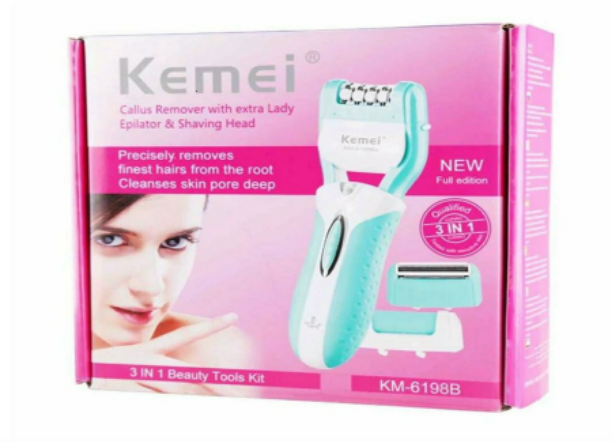 Kemei®
Callus Remover with extra Lady
Epilator & Shaving Head
Precisely removes
finest hairs from the root
Cleanses skin pore deep
Kemei
NEW
Full edition
Qualified
3 IN 1
3 IN 1 Beauty Tools Kit
KM-6198B